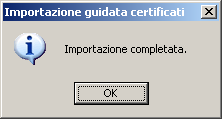 Importazione guidata certificati
Importazione completata.
OK